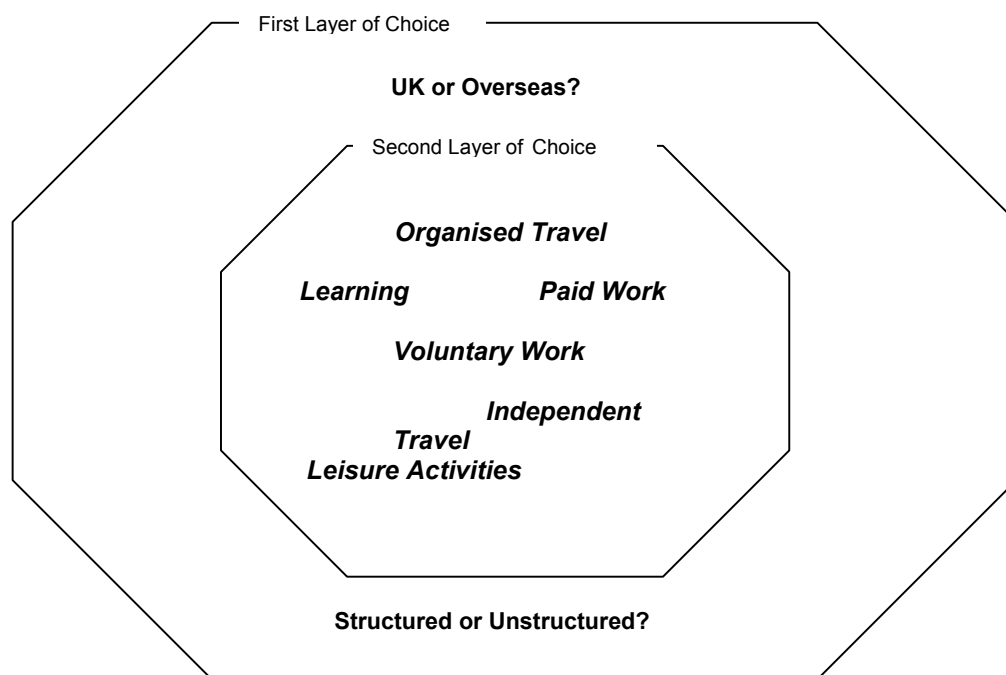 First Layer of Choice
UK or Overseas?
Second Layer of Choice
Organised Travel
Learning Paid Work
Voluntary Work
Independent
Travel
Leisure Activities
Structured or Unstructured?